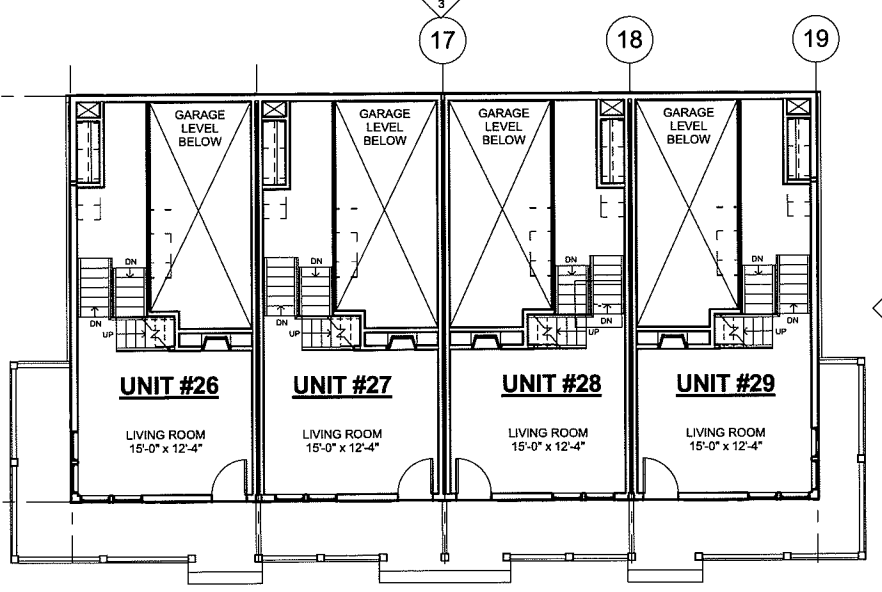 3
17
18
19
GARAGE
LEVEL
BELOW
GARAGE
LEVEL
BELOW
GARAGE
LEVEL
BELOW
GARAGE
LEVEL
BELOW
DN
DN
DN
DN
DN
DN
DN
DN
UP
UP
UP
UP
UNIT #26
UNIT #27
UNIT #28
UNIT #29
LIVING ROOM
15'-0" x 12'-4"
LIVING ROOM
15'-0" x 12'-4"
LIVING ROOM
15'-0" x 12'-4"
LIVING ROOM
15'-0" x 12'-4"